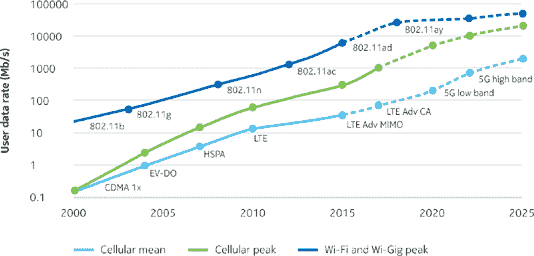 User data rate (Mb/s)
100000
10000
1000
100
10
1
0.1
802.11b
802.11g
802.11n
802.11ac
802.11ad
802.11ay
CDMA 1x
EV-DO
HSPA
LTE
LTE Adv MIMO
LTE Adv CA
5G low band
5G high band
2000 2005 2010 2015 2020 2025
Cellular mean Cellular peak Wi-Fi and Wi-Gig peak